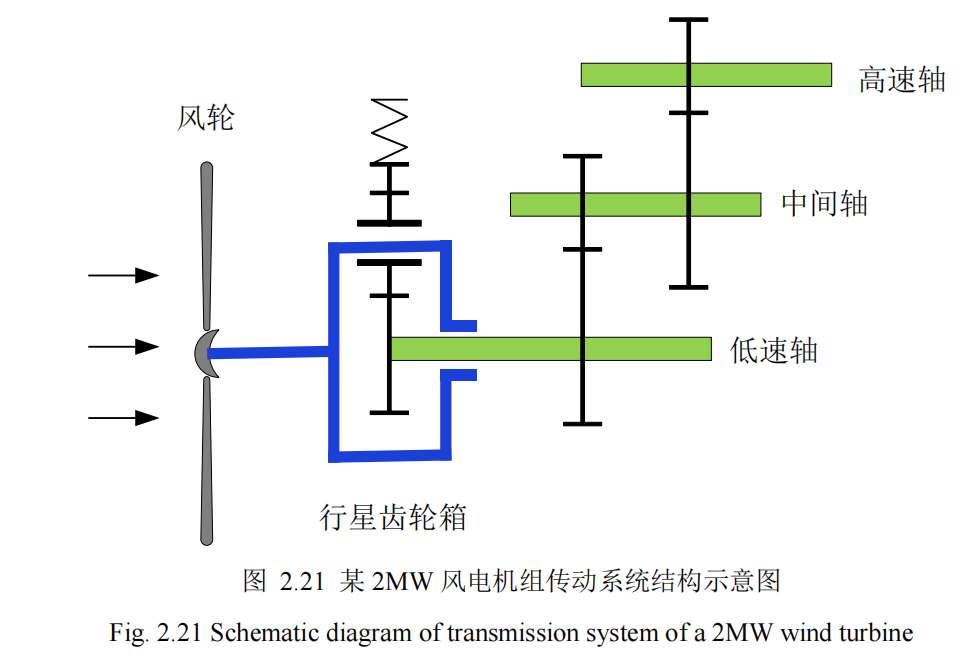 高速轴
风轮
中间轴
低速轴
行星齿轮箱
图 2.21 某 2MW 风电机组传动系统结构示意图
Fig. 2.21 Schematic diagram of transmission system of a 2MW wind turbine